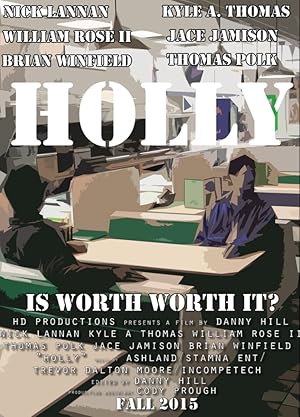 NICK LANNAN KYLE A. THOMAS
WILLIAM ROSE II JACE JAMISON
BRIAN WINFIELD THOMAS POLK
HOLLY
IS WORTH WORTH IT?
HD PRODUCTIONS PRESENTS A FILM BY DANNY HILL
NICK LANNAN KYLE A THOMAS WILLIAM ROSE II
THOMAS POLK JACE JAMISON BRIAN WINFIELD
"HOLLY" ASHLAND STAMNA ENT/
TREVOR DALTON MOORE/INCOMPETECH
EDITED BY DANNY HILL
CODY PROUGH
FALL 2015